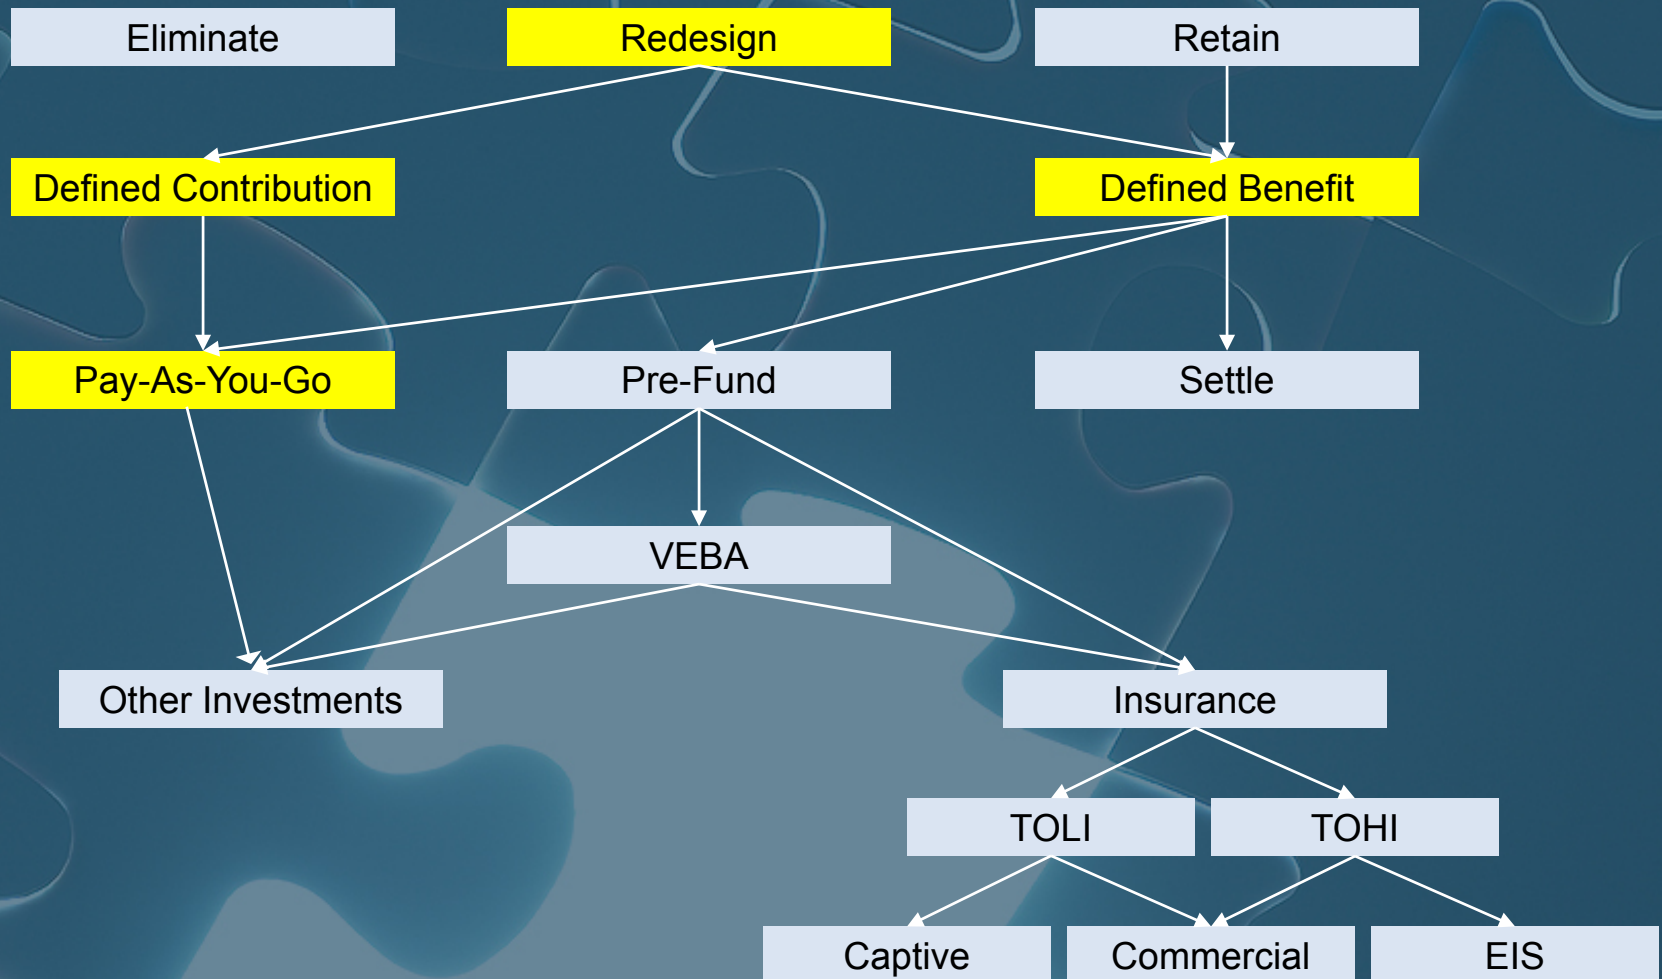 Eliminate
Redesign
Retain
Defined Contribution
Defined Benefit
Pay-As-You-Go
Pre-Fund
Settle
VEBA
Other Investments
Insurance
TOLI
TOHI
Captive
Commercial
EIS